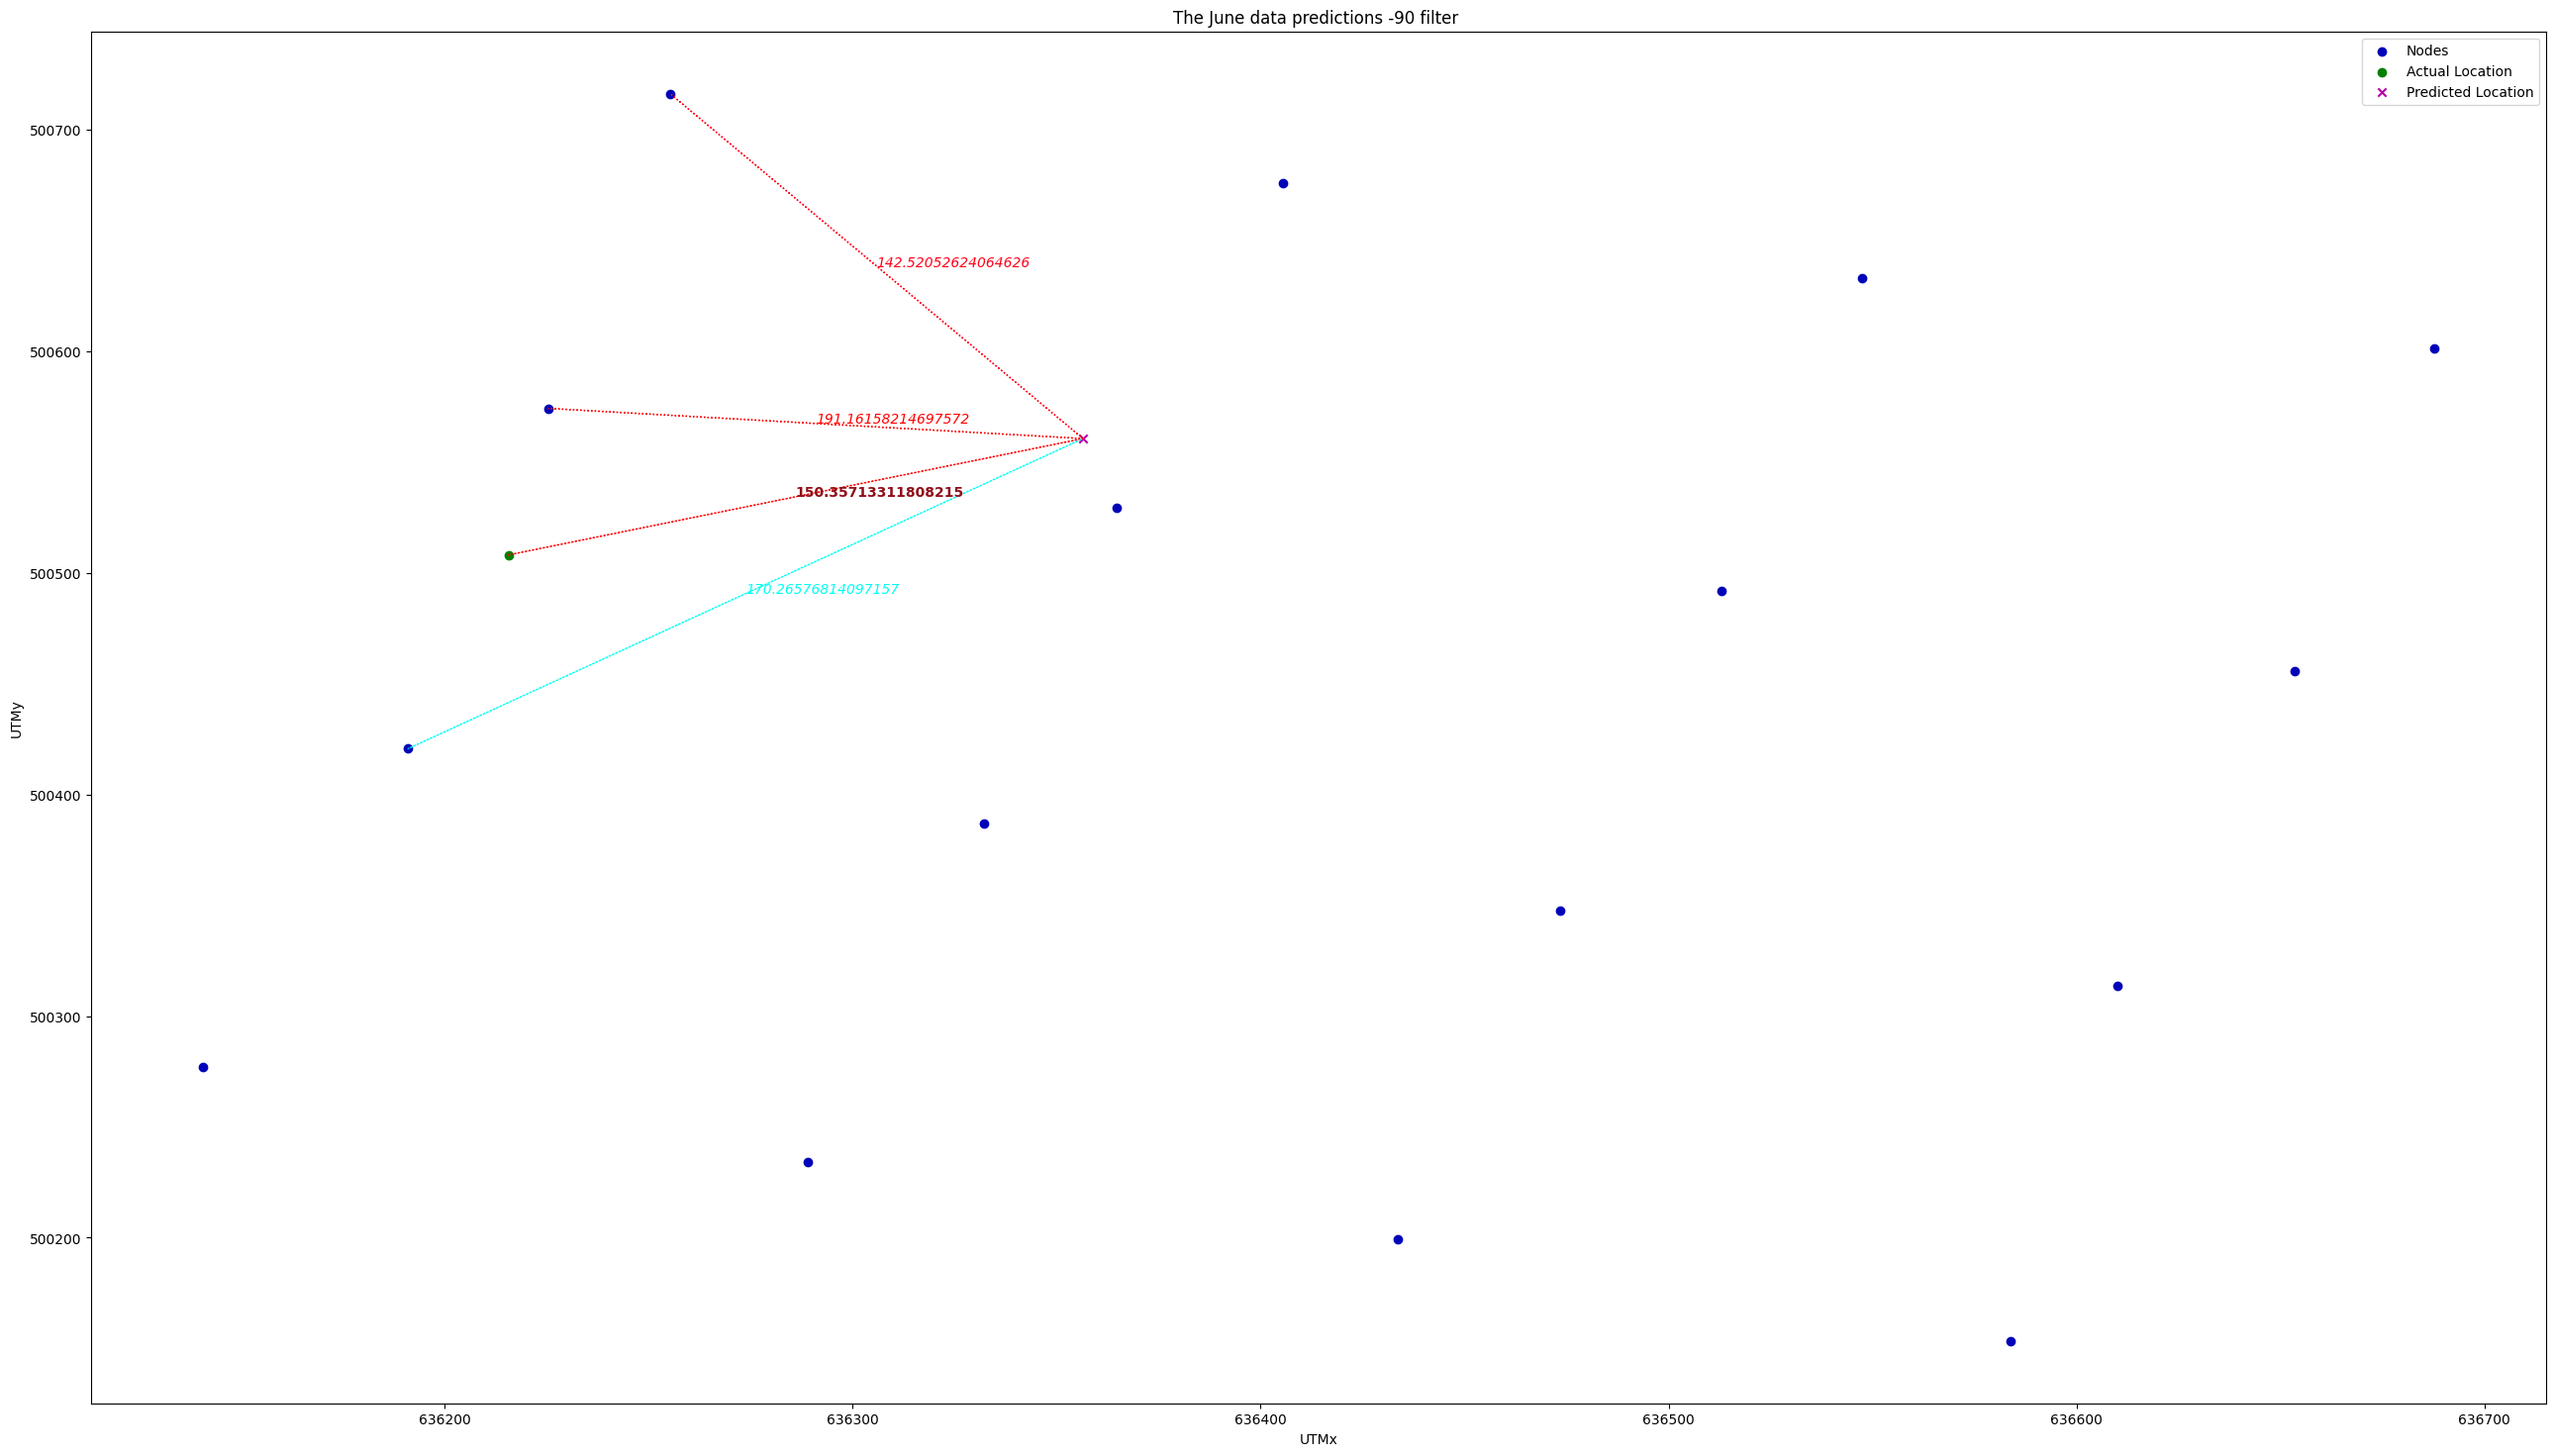 The June data predictions -90 filter
Nodes
Actual Location
Predicted Location
500700
500600
500500
500400
500300
500200
UTMy
142.52052624064626
191.16158214697572
150.35713311808215
170.26576814097157
636200
636300
636400
636500
636600
636700
UTMx